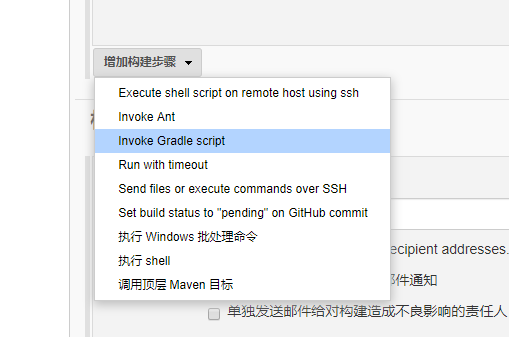 增加构建步骤
Execute shell script on remote host using ssh
Invoke Ant
Invoke Gradle script
Run with timeout
Send files or execute commands over SSH
Set build status to "pending" on GitHub commit
执行 Windows 批处理命令
执行 shell
调用顶层 Maven 目标
recipient addresses.
邮件通知
单独发送邮件给对构建造成不良影响的责任人